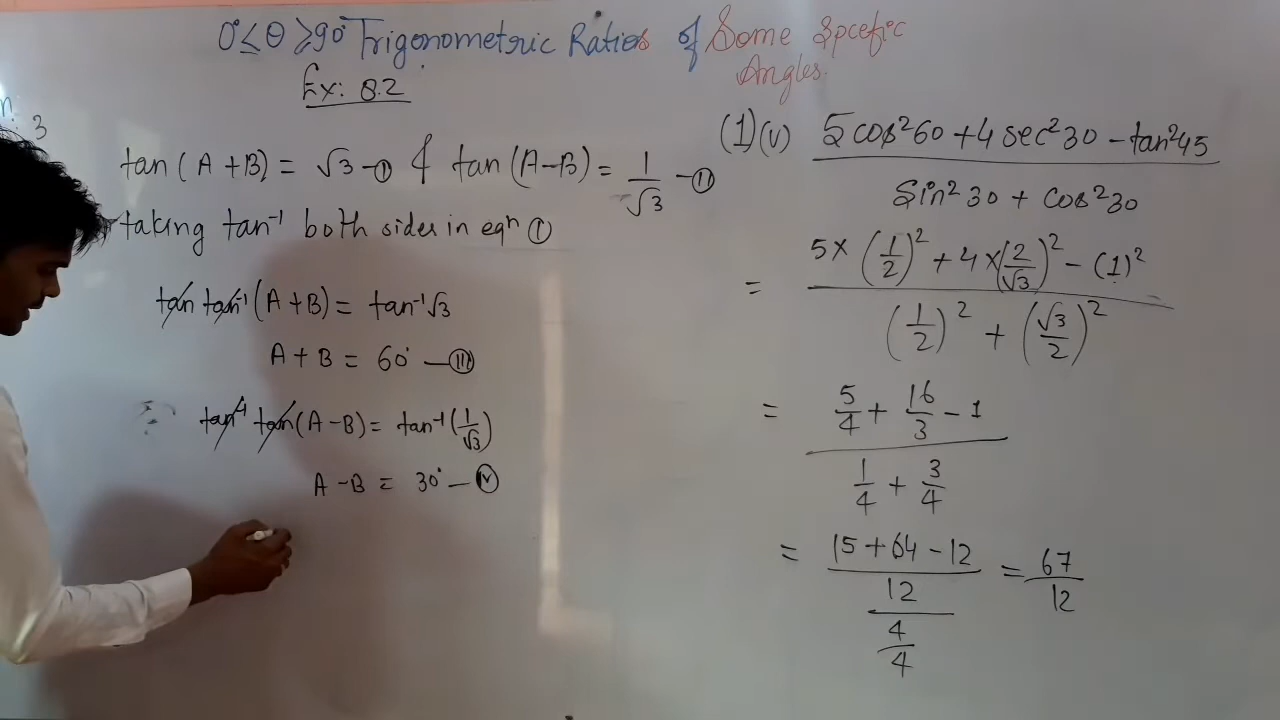 0° ≤ θ ≥ 90° Trigonometric Ratios of Some Spcefic
Angles.
Ex: 8.2
3
tan (A + B) = √3 — (I) & tan (A – B) = 1/√3 — (II)
taking tan⁻¹ both sides in eqⁿ (I)
tan tan⁻¹ (A + B) = tan⁻¹ √3
A + B = 60° — (III)
tan⁻¹ tan (A – B) = tan⁻¹ (1/√3)
A – B = 30° — (IV)
(1) (v) 5 cos² 60 + 4 sec² 30 – tan² 45
Sin² 30 + cos² 30
= 5 × (1/2)² + 4 × (2/√3)² – (1)²
(1/2)² + (√3/2)²
= 5/4 + 16/3 – 1
1/4 + 3/4
= 15 + 64 – 12 = 67/12
12
4
4